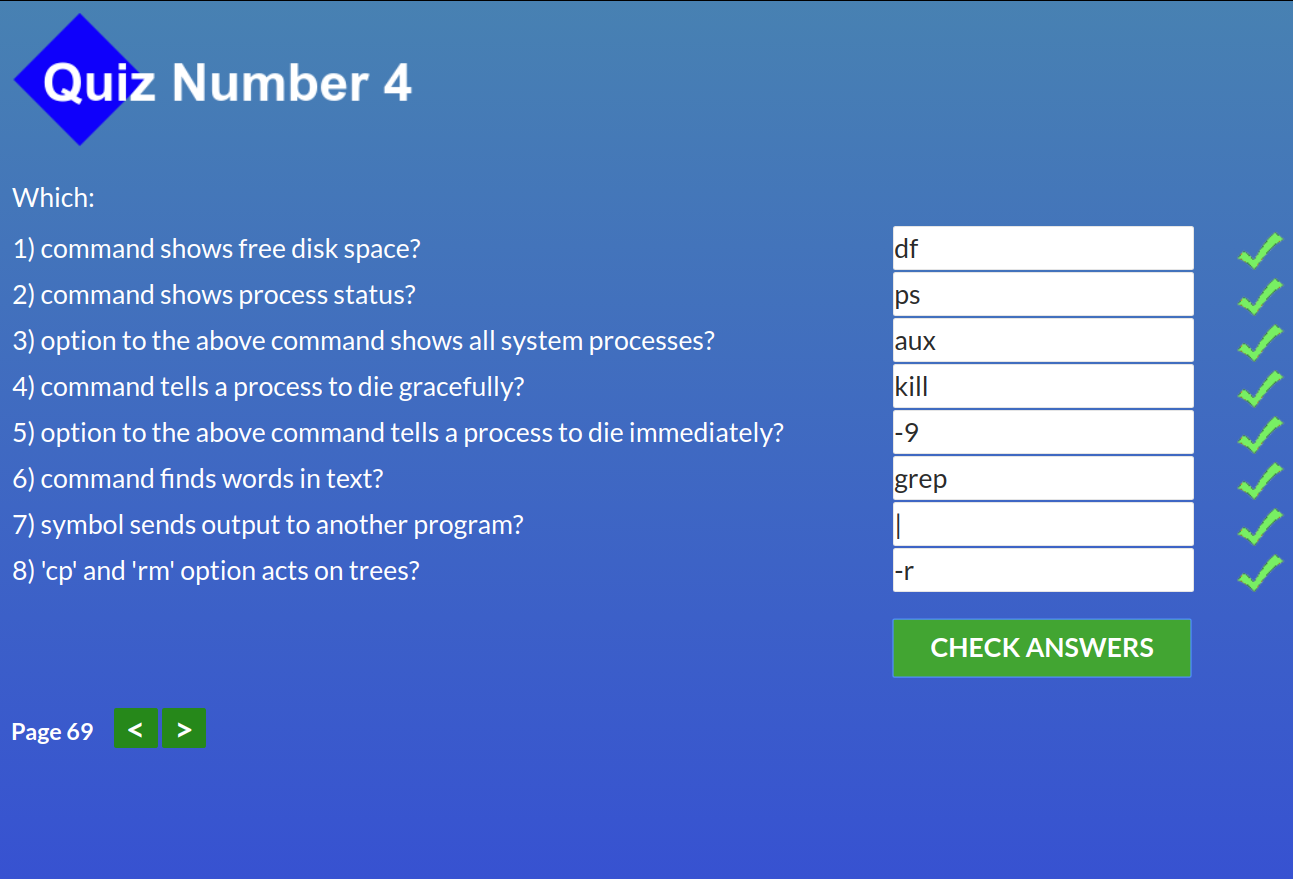 Quiz Number 4
Which:
1) command shows free disk space? df
2) command shows process status? ps
3) option to the above command shows all system processes? aux
4) command tells a process to die gracefully? kill
5) option to the above command tells a process to die immediately? -9
6) command finds words in text? grep
7) symbol sends output to another program? |
8) 'cp' and 'rm' option acts on trees? -r
CHECK ANSWERS
Page 69 < >